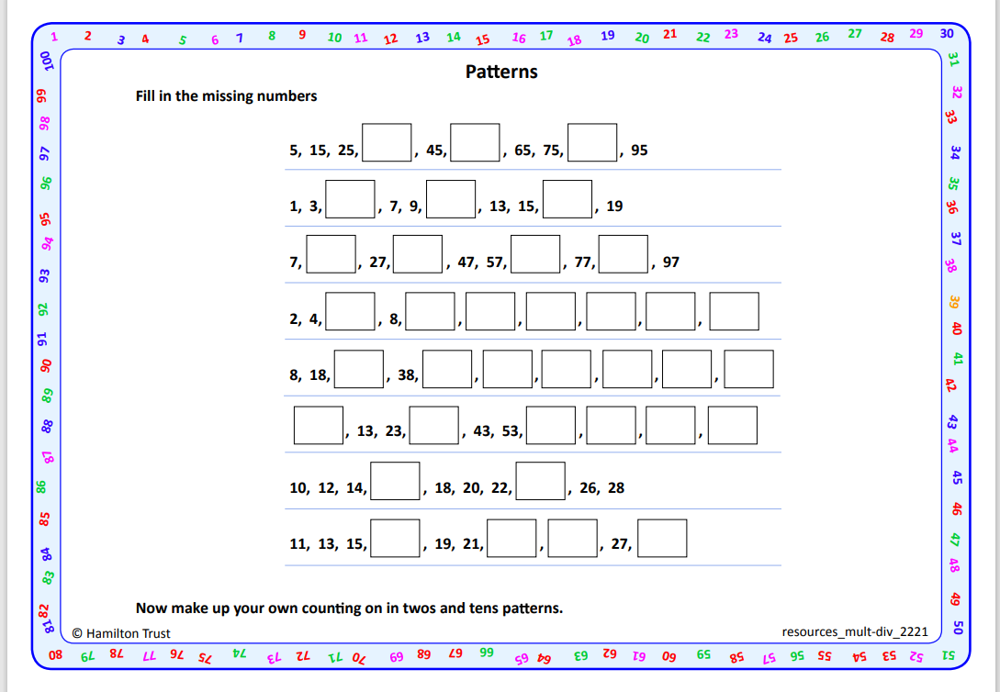 1 2 3 4 5 6 7 8 9 10 11 12 13 14 15 16 17 18 19 20 21 22 23 24 25 26 27 28 29 30
31 32 33 34 35 36 37 38 39 40 41 42 43 44 45 46 47 48 49 50
51 52 53 54 55 56 57 58 59 60 61 62 63 64 65 66 67 68 69 70 71 72 73 74 75 76 77 78 79 80
81 82 83 84 85 86 87 88 89 90 91 92 93 94 95 96 97 98 99 100
Patterns
Fill in the missing numbers
5, 15, 25, , 45, , 65, 75, , 95
1, 3, , 7, 9, , 13, 15, , 19
7, , 27, , 47, 57, , 77, , 97
2, 4, , 8, , , , , ,
8, 18, , 38, , , , , ,
, 13, 23, , 43, 53, , , ,
10, 12, 14, , 18, 20, 22, , 26, 28
11, 13, 15, , 19, 21, , , 27,
Now make up your own counting on in twos and tens patterns.
© Hamilton Trust
resources_mult-div_2221